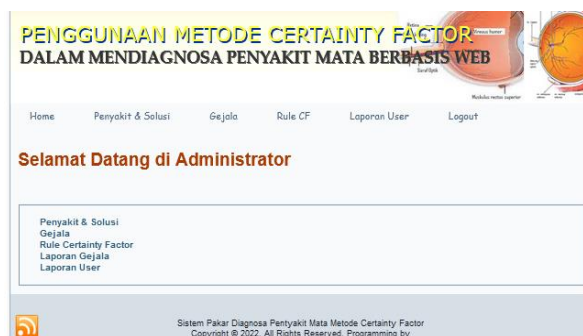 PENGGUNAAN METODE CERTAINTY FACTOR
DALAM MENDIAGNOSA PENYAKIT MATA BERBASIS WEB
Home Penyakit & Solusi Gejala Rule CF Laporan User Logout
Selamat Datang di Administrator
Penyakit & Solusi
Gejala
Rule Certainty Factor
Laporan Gejala
Laporan User
Sistem Pakar Diagnosa Pentyakit Mata Metode Certainty Factor
Copyright © 2022. All Rights Reserved. Programming by